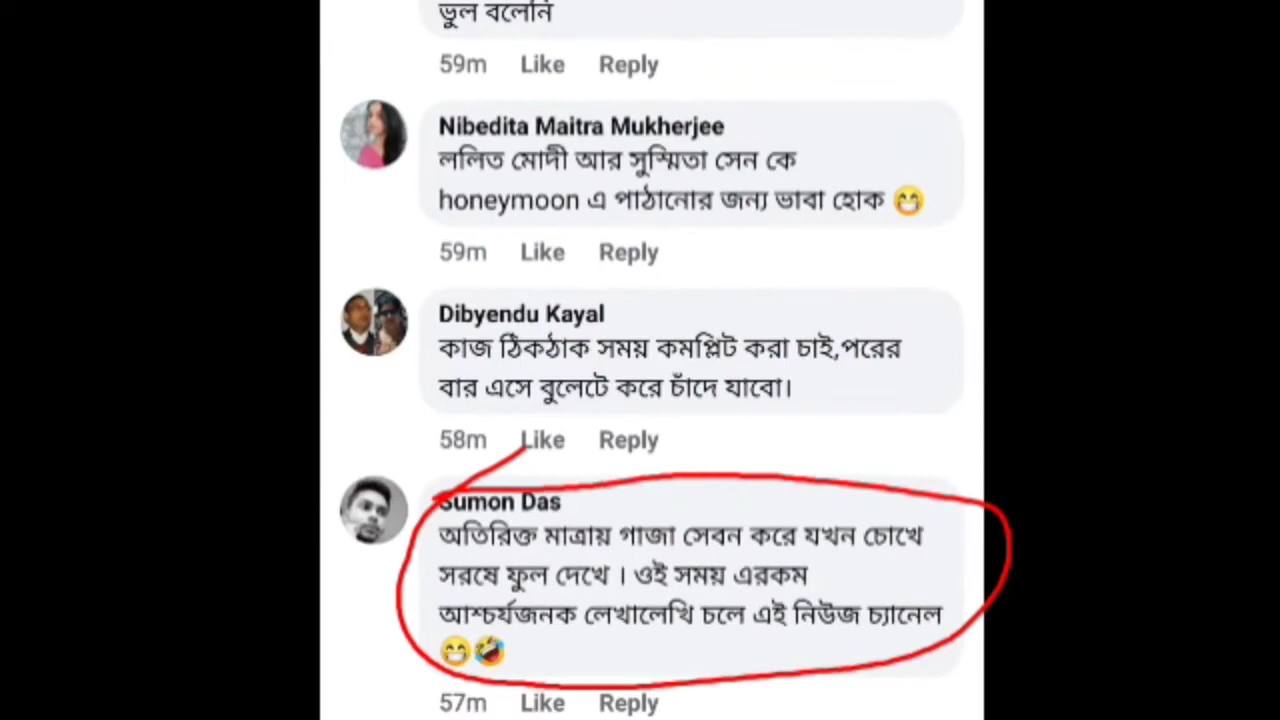 ভুল বলেনি
59m Like Reply
Nibedita Maitra Mukherjee
ললিত মোদী আর সুস্মিতা সেন কে
honeymoon এ পাঠানোর জন্য ভাবা হোক 😁
59m Like Reply
Dibyendu Kayal
কাজ ঠিকঠাক সময় কমপ্লিট করা চাই,পরের
বার এসে বুলেটে করে চাঁদে যাবো।
58m Like Reply
Sumon Das
অতিরিক্ত মাত্রায় গাজা সেবন করে যখন চোখে
সরষে ফুল দেখে । ওই সময় এরকম
আশ্চর্যজনক লেখালেখি চলে এই নিউজ চ্যানেল
😁🤣
57m Like Reply